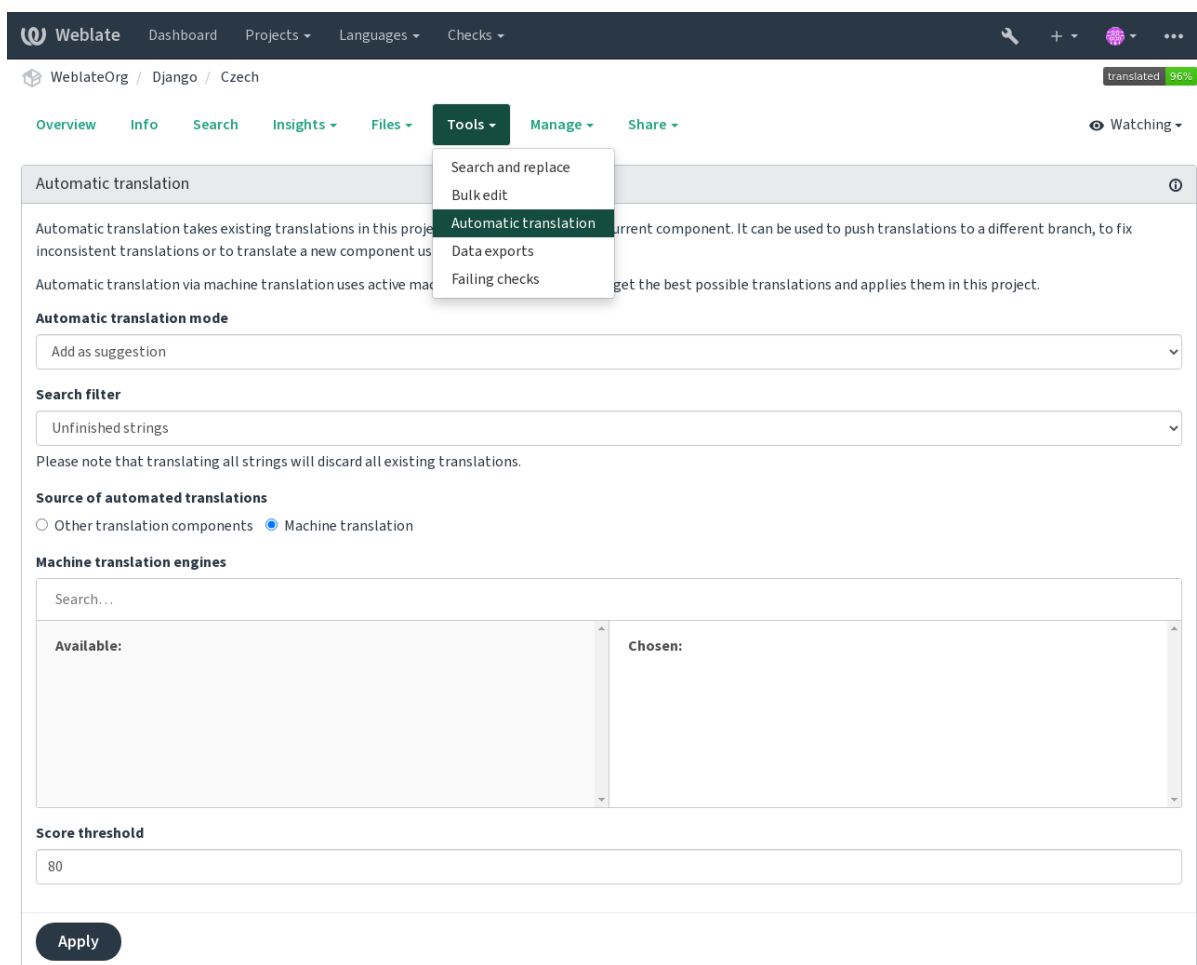 Weblate Dashboard Projects Languages Checks
WeblateOrg / Django / Czech translated 96%
Overview Info Search Insights Files Tools Manage Share Watching
Search and replace
Bulk edit
Automatic translation
Data exports
Failing checks
Automatic translation
Automatic translation takes existing translations in this proje urrent component. It can be used to push translations to a different branch, to fix
inconsistent translations or to translate a new component us
Automatic translation via machine translation uses active mac get the best possible translations and applies them in this project.
Automatic translation mode
Add as suggestion
Search filter
Unfinished strings
Please note that translating all strings will discard all existing translations.
Source of automated translations
Other translation components Machine translation
Machine translation engines
Search...
Available: Chosen:
Score threshold
80
Apply